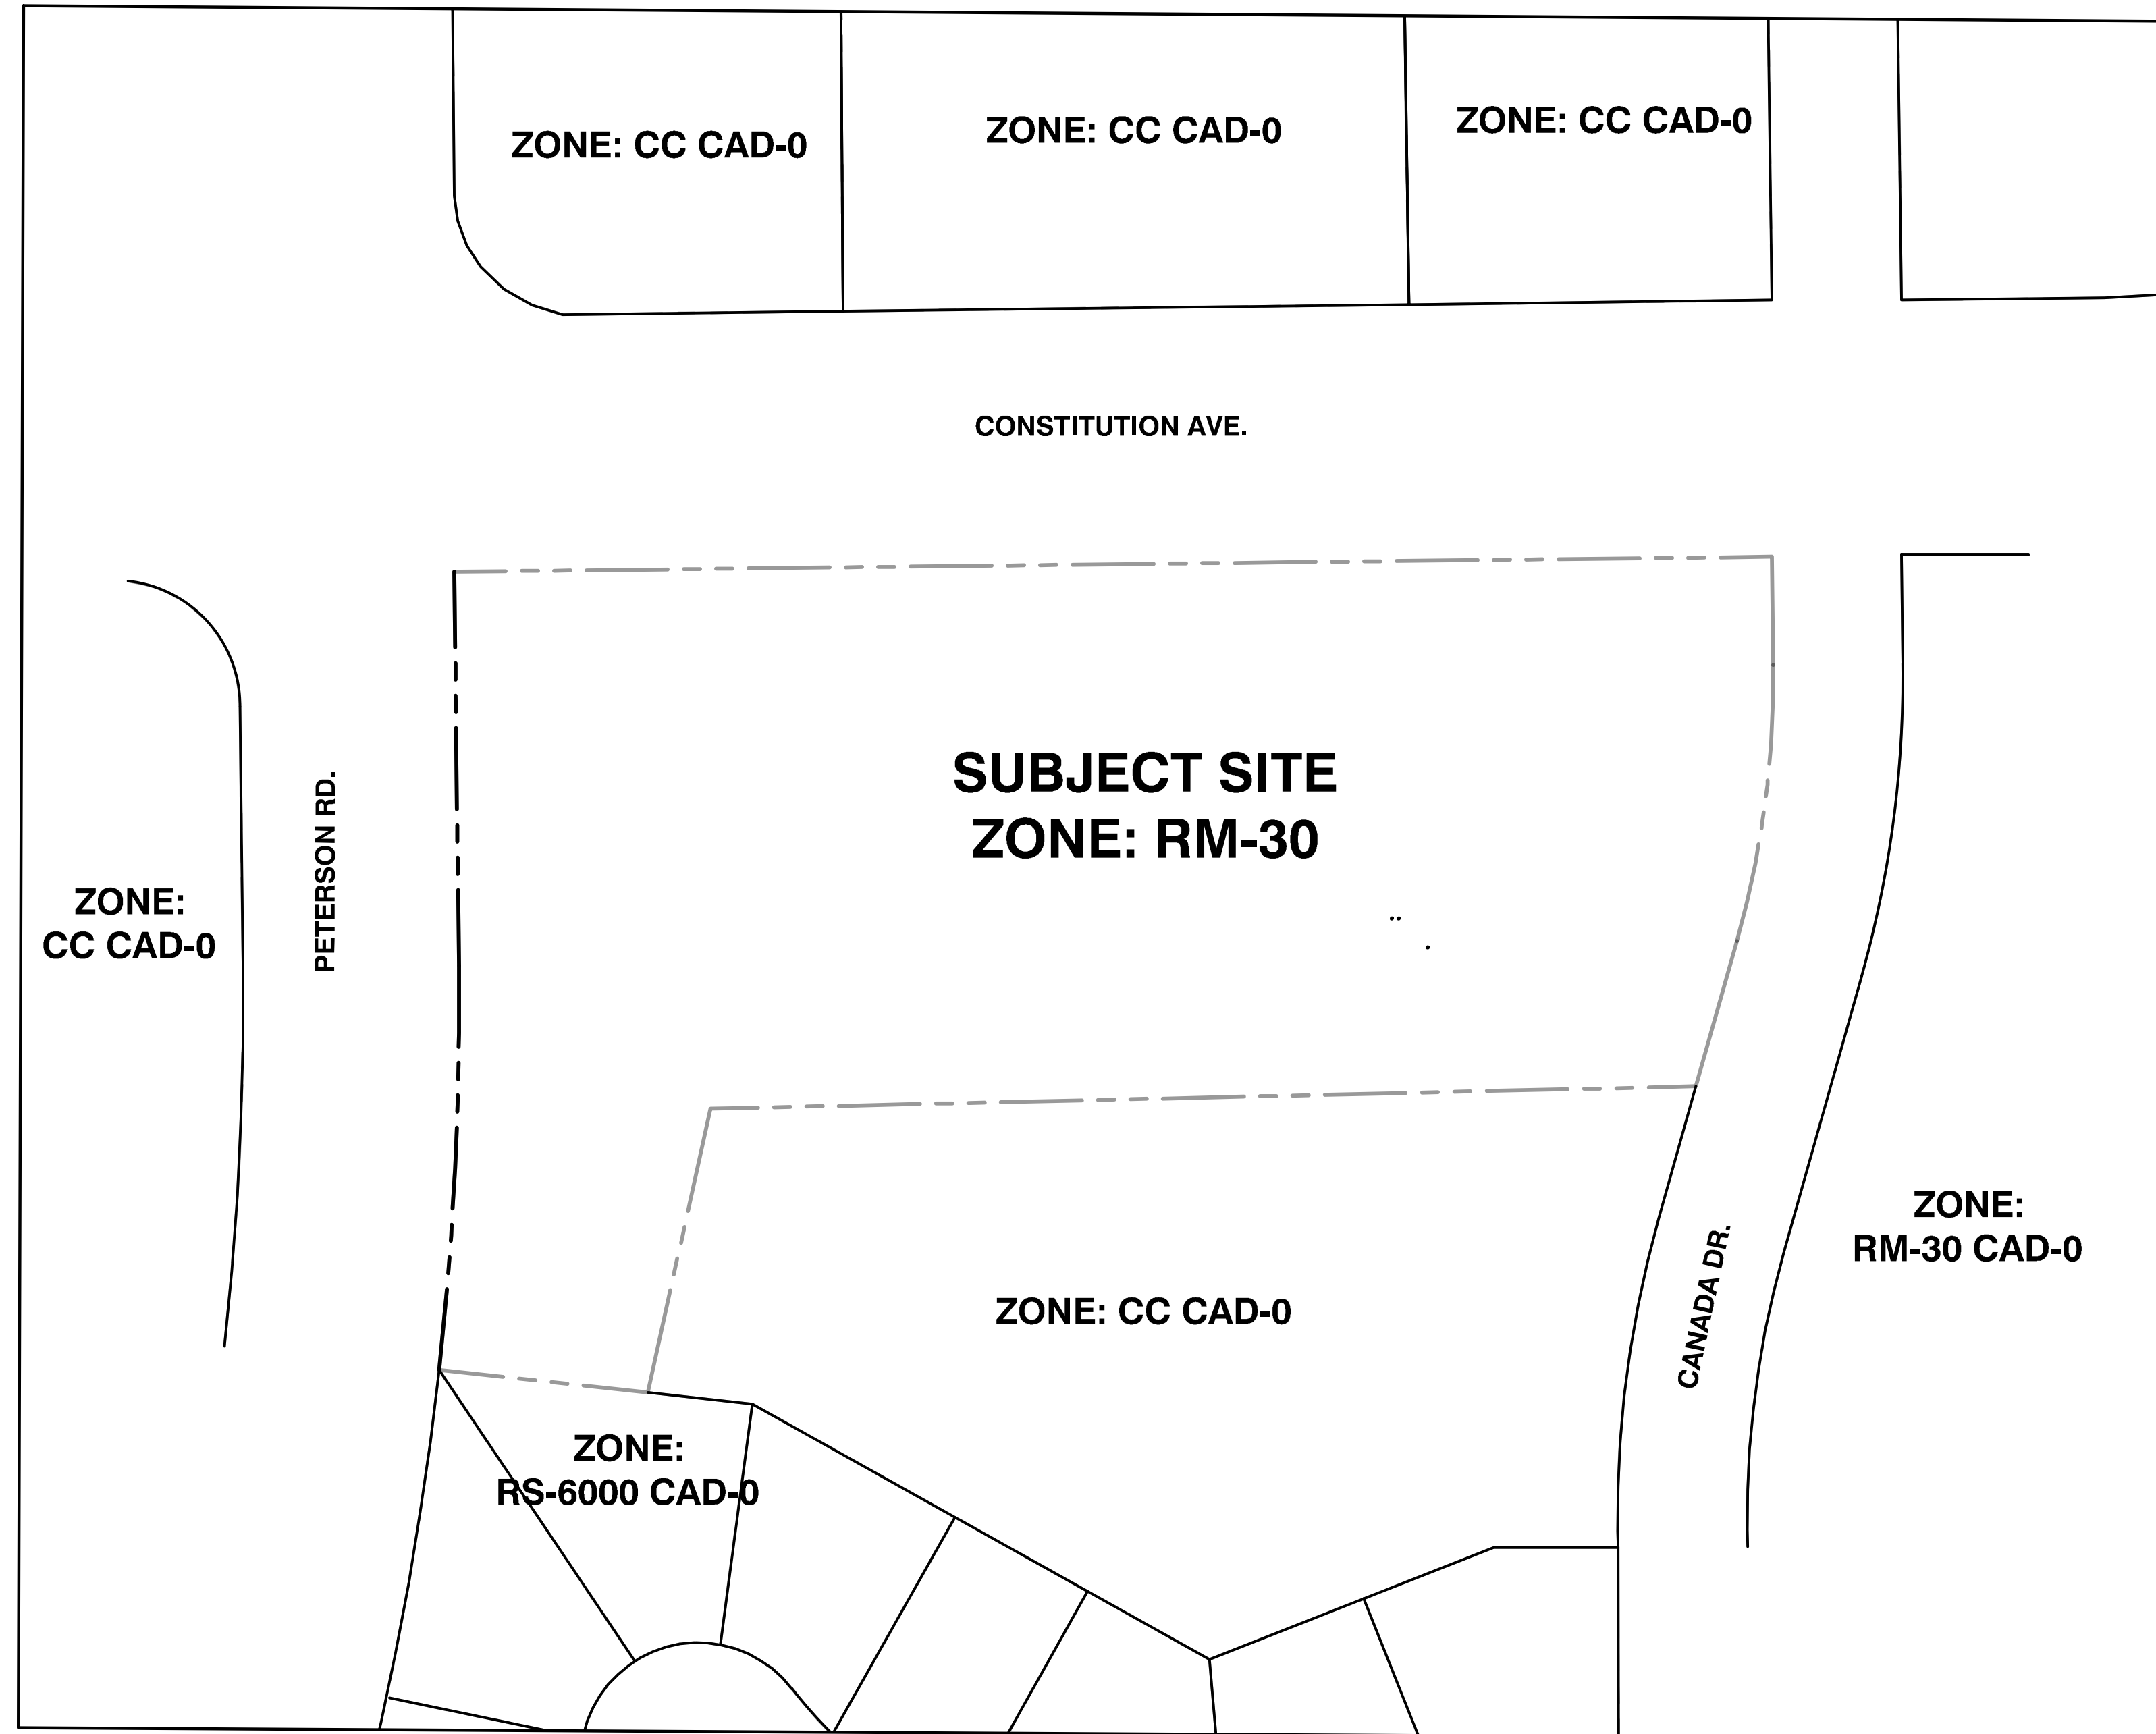 ZONE: CC CAD-0
ZONE: CC CAD-0
ZONE: CC CAD-0
CONSTITUTION AVE.
SUBJECT SITE
ZONE: RM-30
PETERSON RD.
ZONE:
CC CAD-0
ZONE:
RM-30 CAD-0
CANADA DR.
ZONE: CC CAD-0
ZONE:
RS-6000 CAD-0